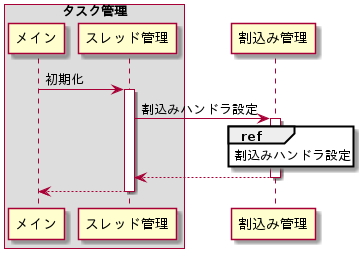 タスク管理
メイン
スレッド管理
割込み管理
初期化
割込みハンドラ設定
ref
割込みハンドラ設定
メイン
スレッド管理
割込み管理